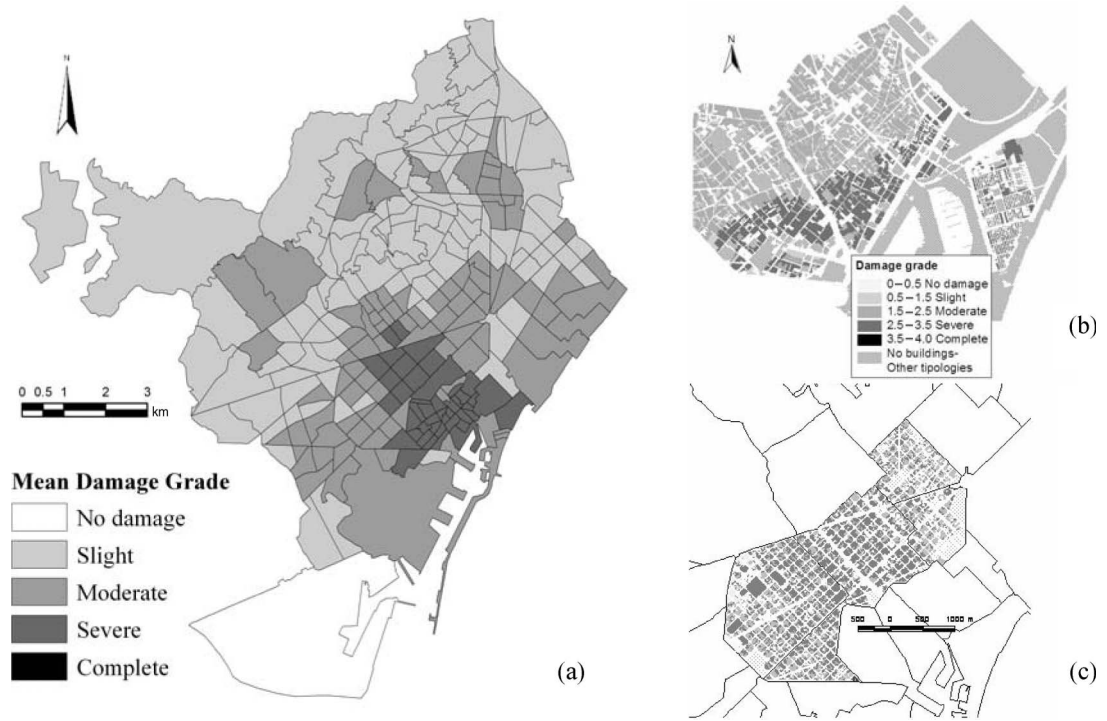 N
0 0.5 1 2 3
km
Mean Damage Grade
No damage
Slight
Moderate
Severe
Complete
(a)
N
Damage grade
0–0.5 No damage
0.5–1.5 Slight
1.5–2.5 Moderate
2.5–3.5 Severe
3.5–4.0 Complete
No buildings-
Other tipologies
(b)
500 0 500 1000 m
(c)